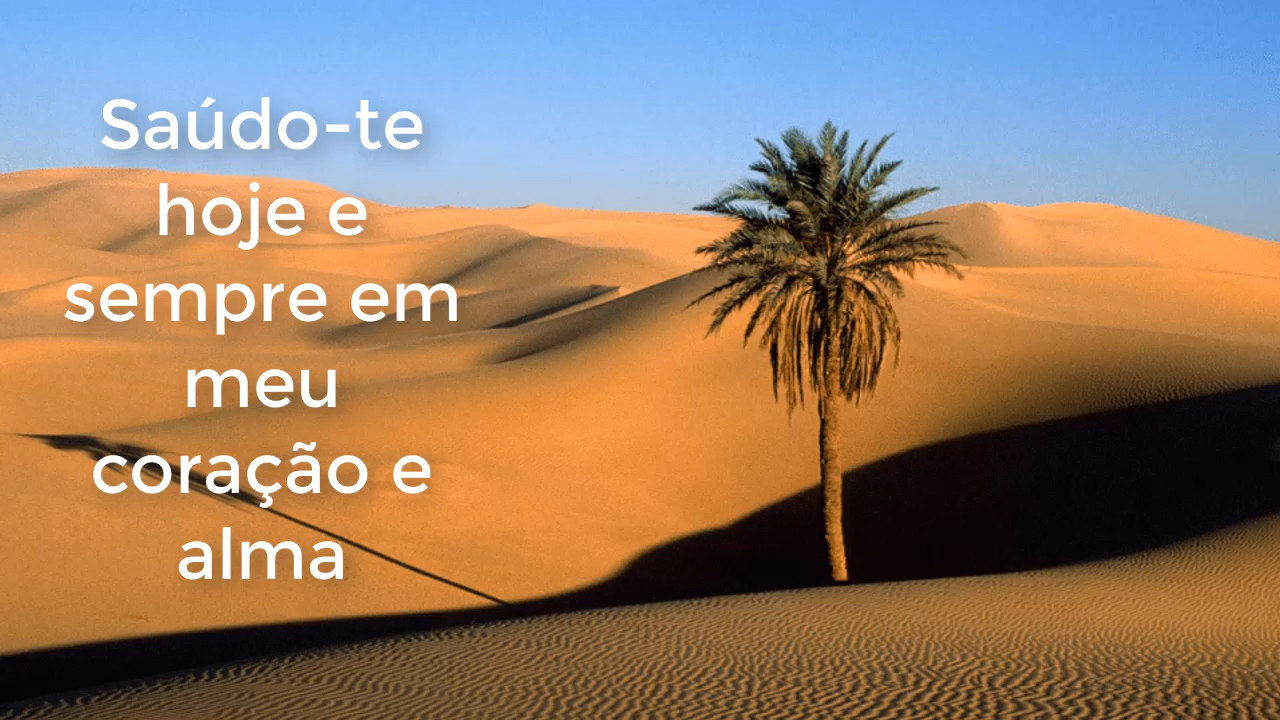 Saúdo-te
hoje e
sempre em
meu
coração e
alma